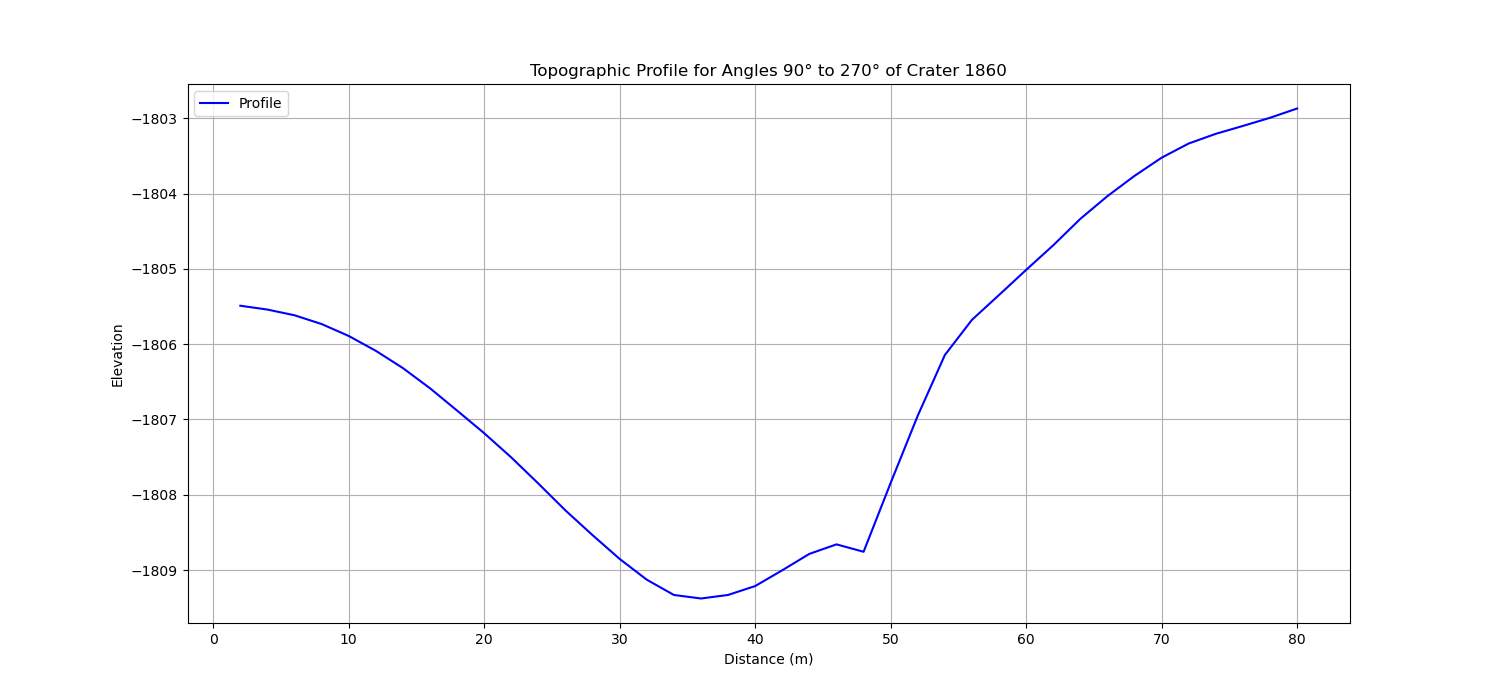 Topographic Profile for Angles 90° to 270° of Crater 1860
Profile
−1803
−1804
−1805
−1806
−1807
−1808
−1809
Elevation
0 10 20 30 40 50 60 70 80
Distance (m)